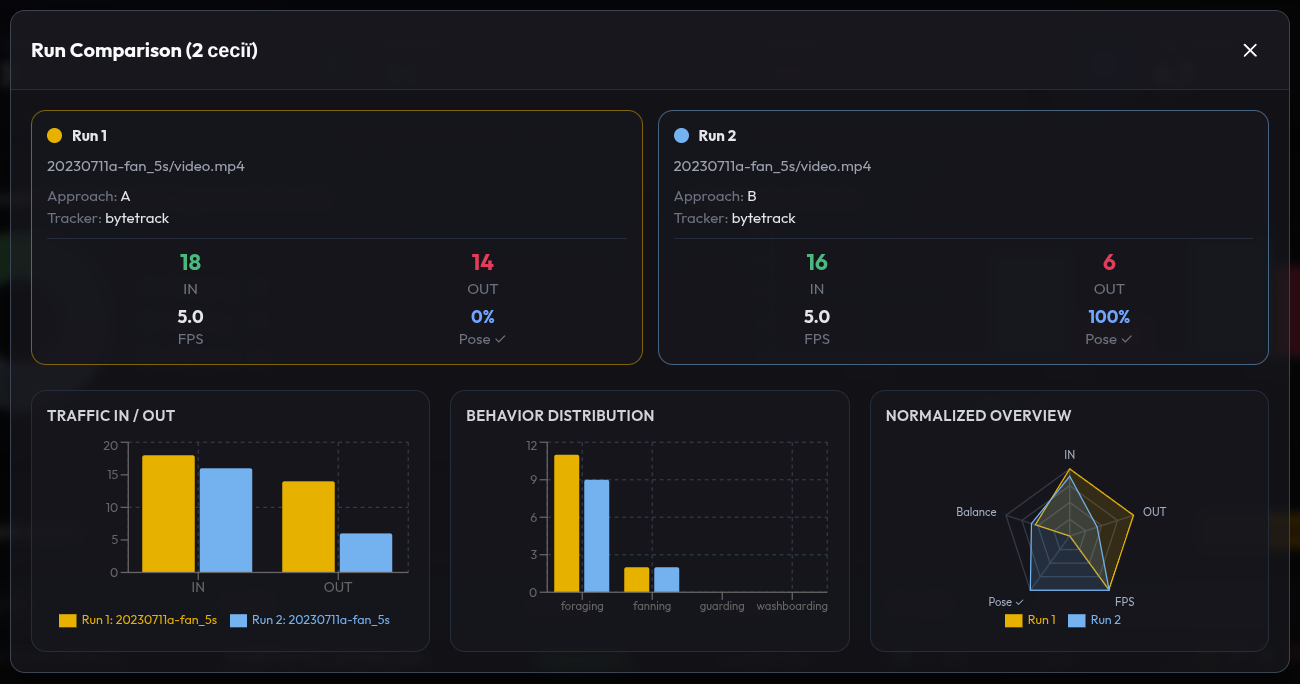 Run Comparison (2 сесії)
Run 1
20230711a-fan_5s/video.mp4
Approach: A
Tracker: bytetrack
18
14
IN
OUT
5.0
0%
FPS
Pose ✓
Run 2
20230711a-fan_5s/video.mp4
Approach: B
Tracker: bytetrack
16
6
IN
OUT
5.0
100%
FPS
Pose ✓
TRAFFIC IN / OUT
20
15
10
5
0
IN
OUT
Run 1: 20230711a-fan_5s
Run 2: 20230711a-fan_5s
BEHAVIOR DISTRIBUTION
12
9
6
3
0
foraging
fanning
guarding
washboarding
NORMALIZED OVERVIEW
IN
Balance
OUT
Pose ✓
FPS
Run 1
Run 2